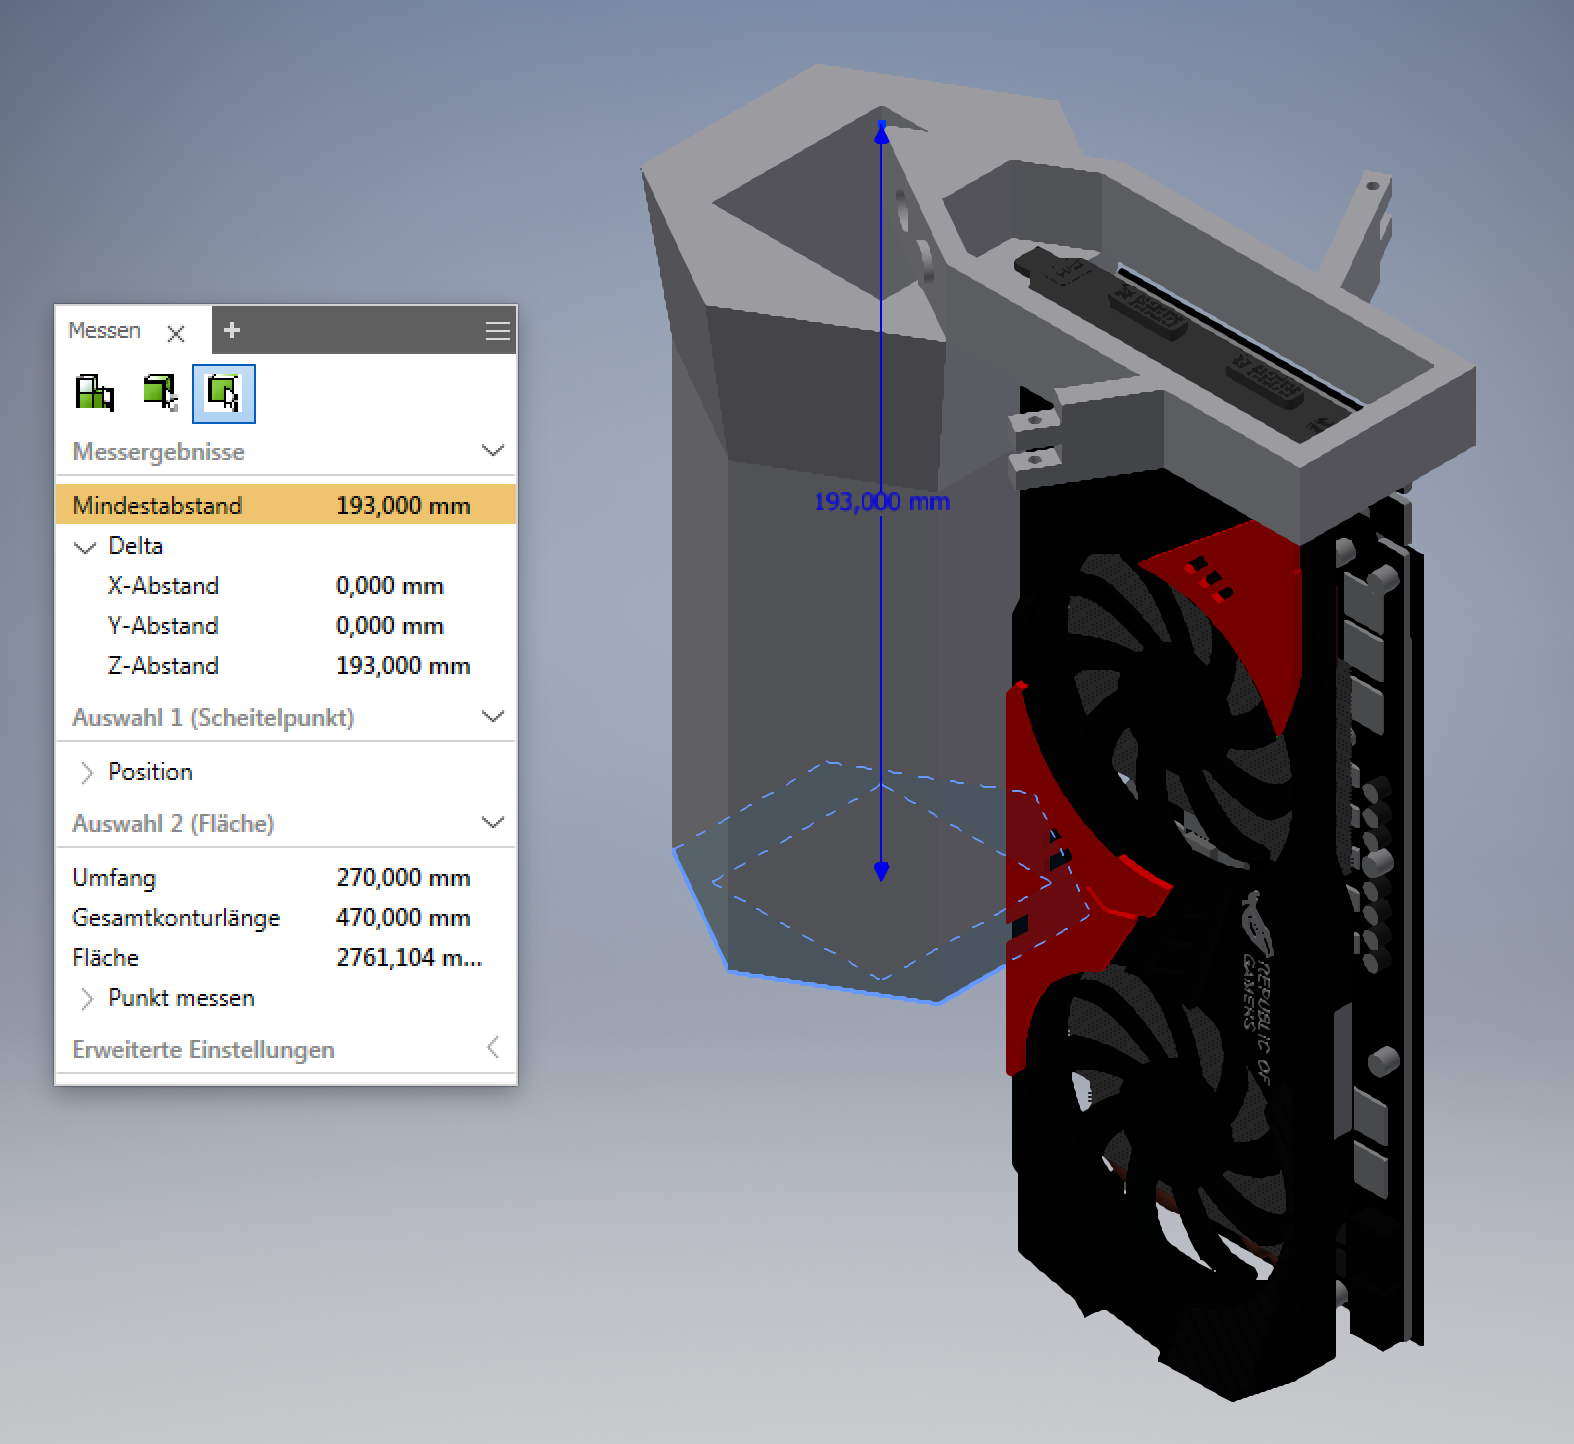 Messen
Messergebnisse
Mindestabstand 193,000 mm
Delta
X-Abstand 0,000 mm
Y-Abstand 0,000 mm
Z-Abstand 193,000 mm
Auswahl 1 (Scheitelpunkt)
Position
Auswahl 2 (Fläche)
Umfang 270,000 mm
Gesamtkonturlänge 470,000 mm
Fläche 2761,104 m...
Punkt messen
Erweiterte Einstellungen
193,000 mm
REPUBLIC OF
GAMERS